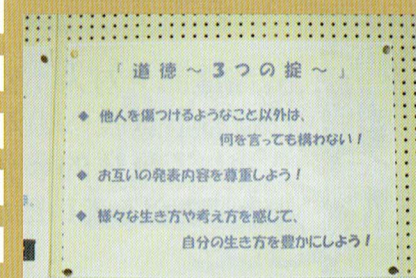 『道徳～３つの掟～』
◆ 他人を傷つけるようなこと以外は、
何を言っても構わない！
◆ お互いの発表内容を尊重しよう！
◆ 様々な生き方や考え方を感じて、
自分の生き方を豊かにしよう！